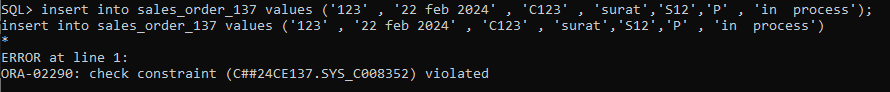 SQL> insert into sales_order_137 values ('123' , '22 feb 2024' , 'C123' , 'surat','S12','P' , 'in  process');
insert into sales_order_137 values ('123' , '22 feb 2024' , 'C123' , 'surat','S12','P' , 'in  process')
*
ERROR at line 1:
ORA-02290: check constraint (C##24CE137.SYS_C008352) violated